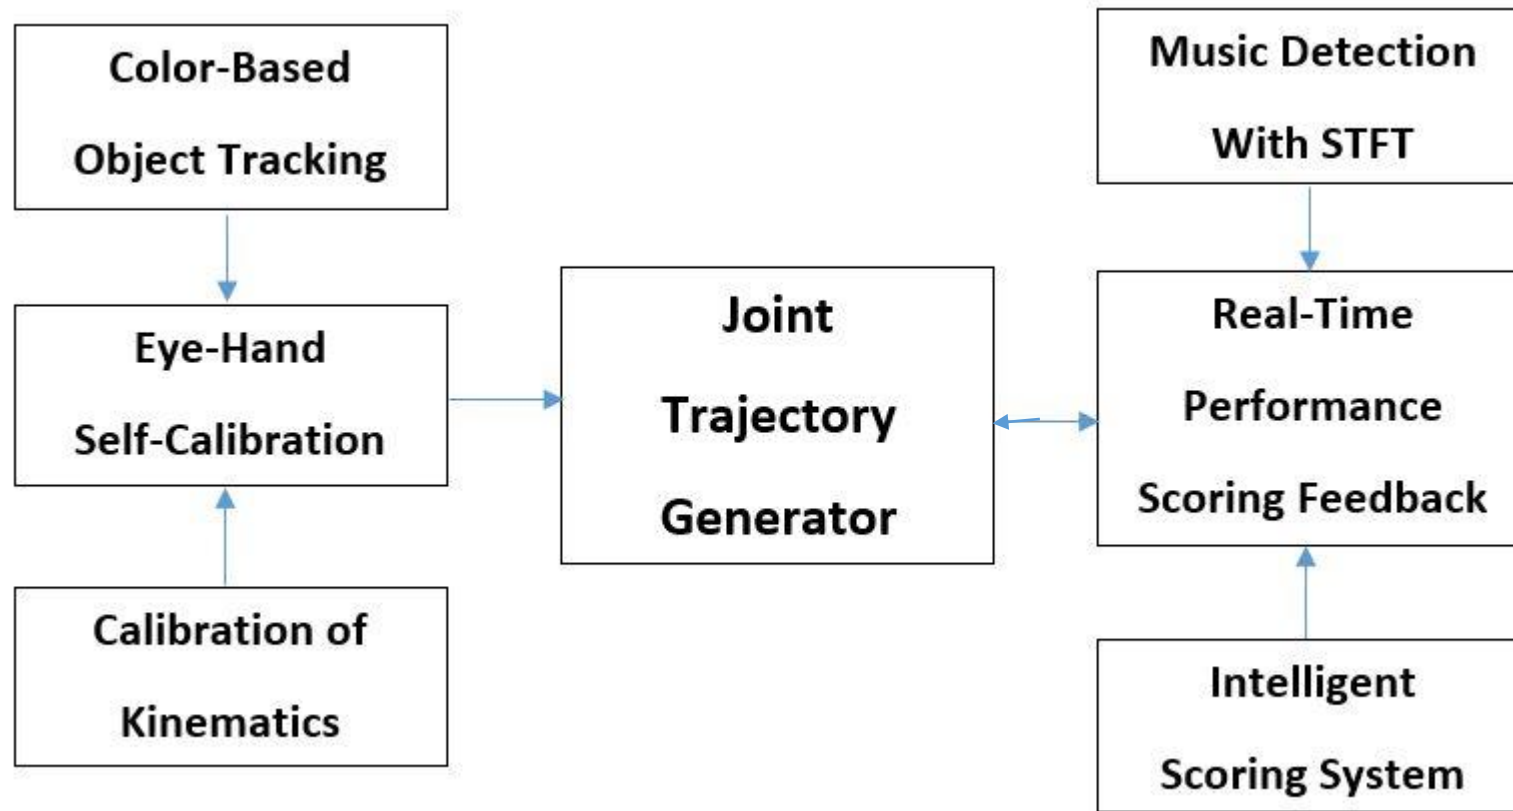 Color-Based
Object Tracking
Eye-Hand
Self-Calibration
Calibration of
Kinematics
Joint
Trajectory
Generator
Music Detection
With STFT
Real-Time
Performance
Scoring Feedback
Intelligent
Scoring System